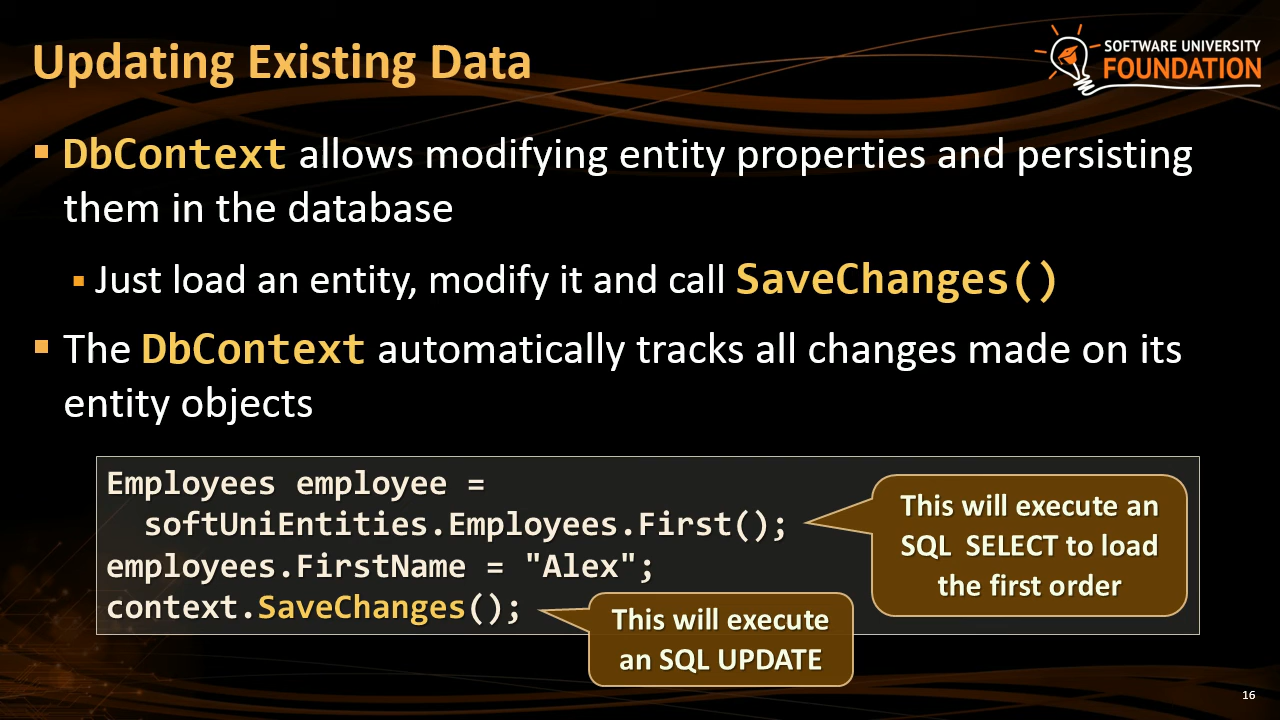 Updating Existing Data
SOFTWARE UNIVERSITY
FOUNDATION
DbContext allows modifying entity properties and persisting
them in the database
Just load an entity, modify it and call SaveChanges()
The DbContext automatically tracks all changes made on its
entity objects
Employees employee =
softUniEntities.Employees.First();
employees.FirstName = "Alex";
context.SaveChanges();
This will execute an
SQL SELECT to load
the first order
This will execute
an SQL UPDATE
16